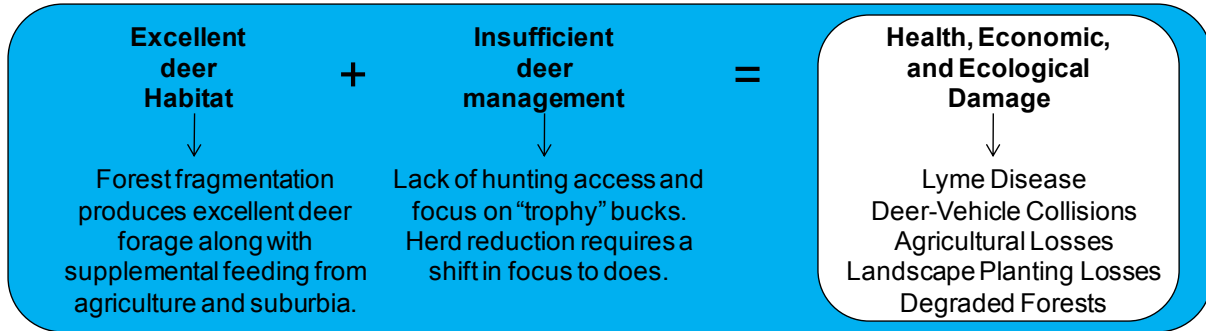 Excellent
deer
Habitat
Forest fragmentation
produces excellent deer
forage along with
supplemental feeding from
agriculture and suburbia.
+
Insufficient
deer
management
Lack of hunting access and
focus on “trophy” bucks.
Herd reduction requires a
shift in focus to does.
=
Health, Economic,
and Ecological
Damage
Lyme Disease
Deer-Vehicle Collisions
Agricultural Losses
Landscape Planting Losses
Degraded Forests